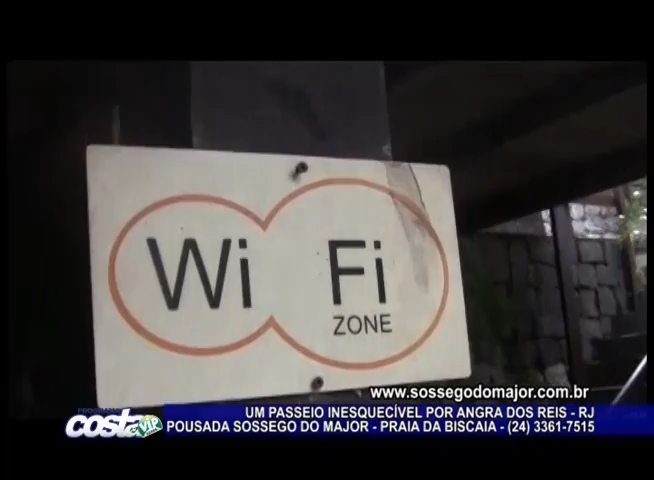 Wi Fi
ZONE
www.sossegodomajor.com.br
UM PASSEIO INESQUECÍVEL POR ANGRA DOS REIS - RJ
costa VIP
POUSADA SOSSEGO DO MAJOR - PRAIA DA BISCAIA - (24) 3361-7515